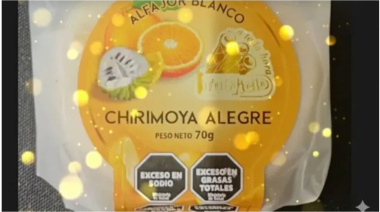 ALFAJOR BLANCO
CHIRIMOYA ALEGRE
PESO NETO 70g
EXCESO EN
SODIO
EXCESO EN
GRASAS
TOTALES